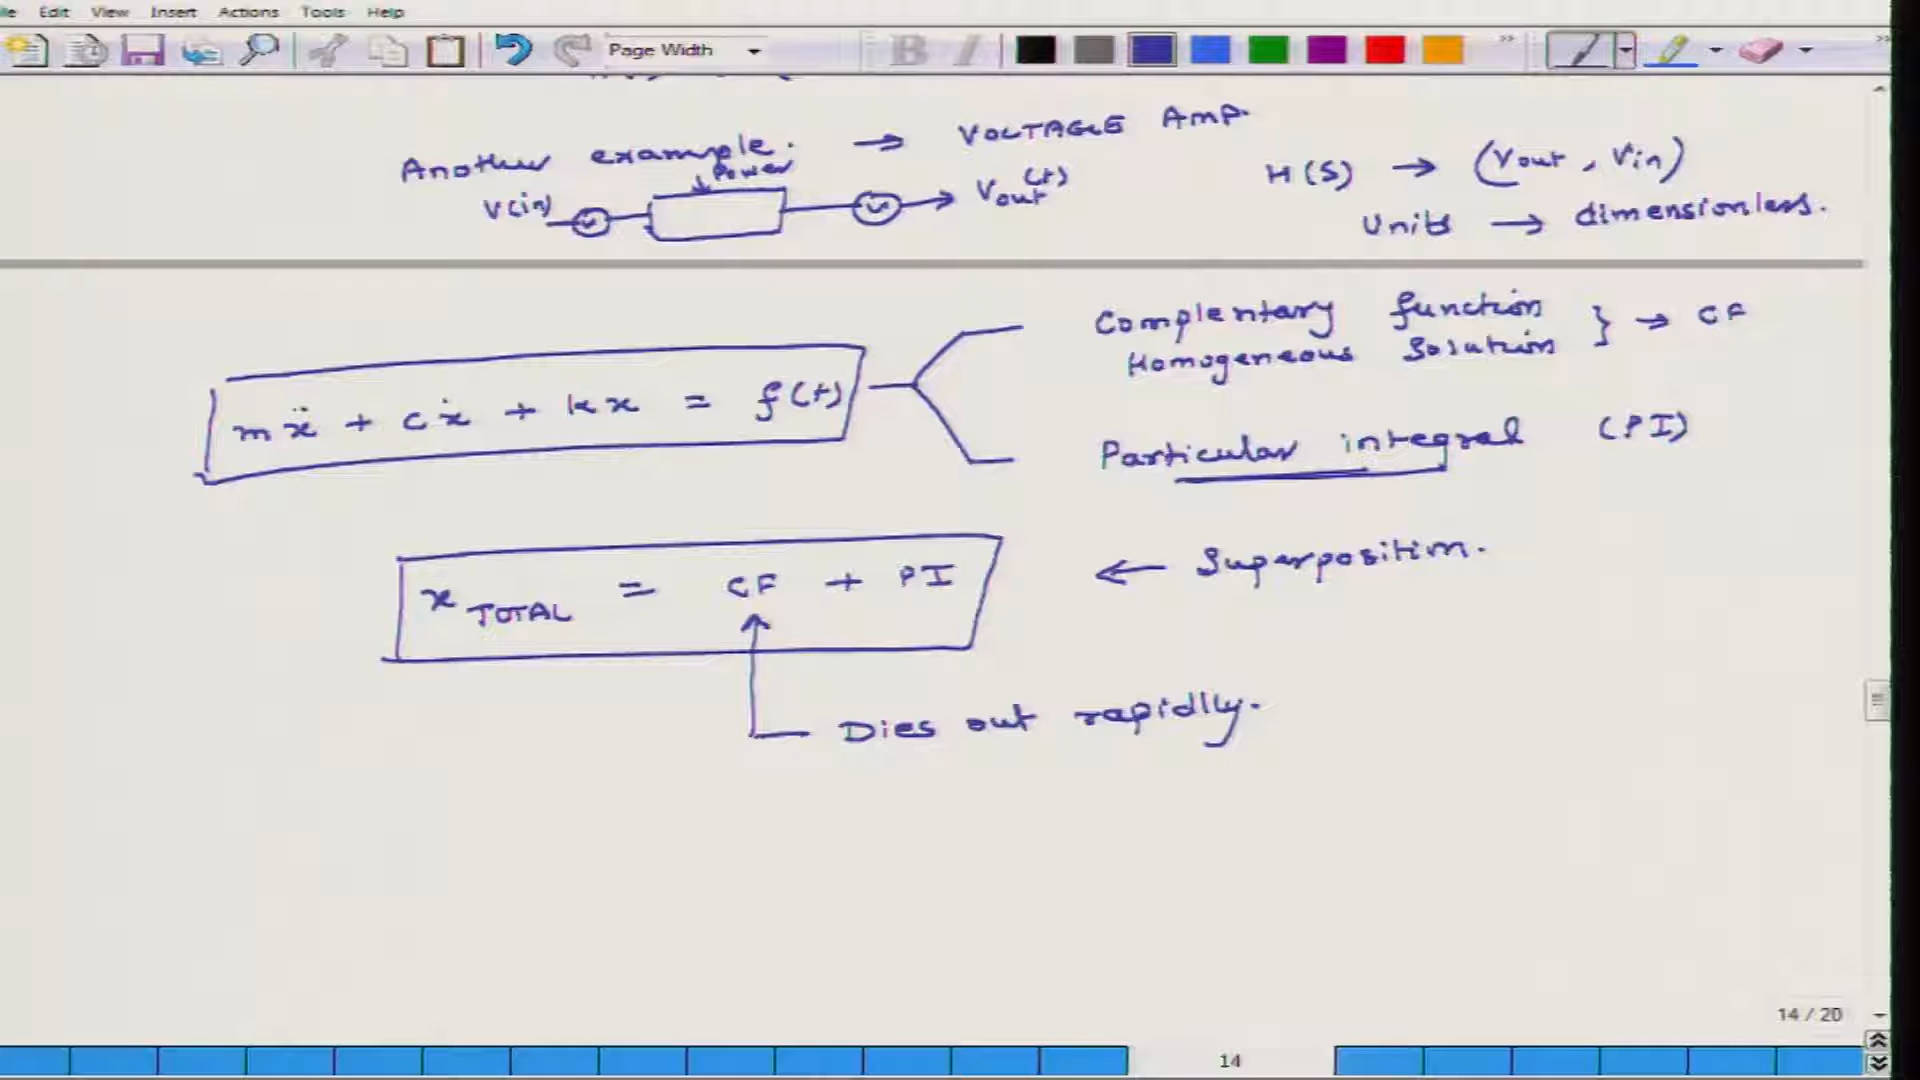 Edit View Insert Actions Tools Help
Page Width
Another example. → VOLTAGE AMP.
Power
V(in)
Vout(t)
H(S) → (Vout, Vin)
Units → dimensionless.
mẍ + cẋ + kx = f(t)
Complentary function
Homogeneous Solution } → CF
Particular integral (PI)
x TOTAL = CF + PI
← Superposition.
Dies out rapidlly.
14 / 20
14